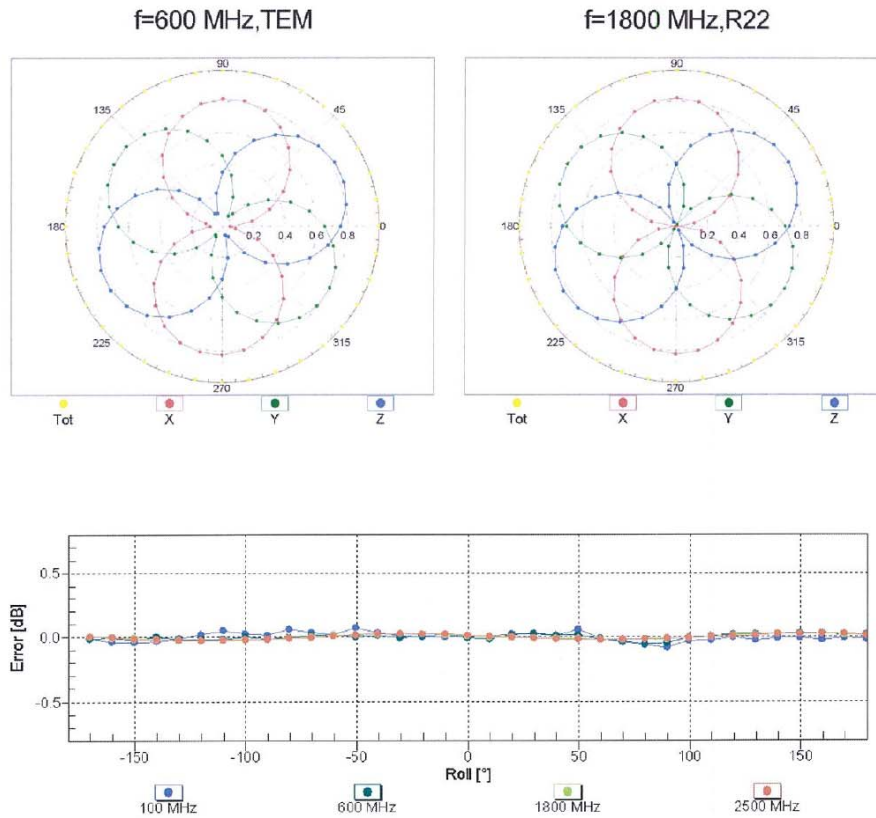 f=600 MHz,TEM
f=1800 MHz,R22
90
135
45
180
0.2 0.4 0.6 0.8
0
225
315
270
Tot
X
Y
Z
90
135
45
180
0.2 0.4 0.6 0.8
0
225
315
270
Tot
X
Y
Z
Error [dB]
0.5
0.0
-0.5
-150
-100
-50
0
50
100
150
Roll [°]
100 MHz
600 MHz
1800 MHz
2500 MHz